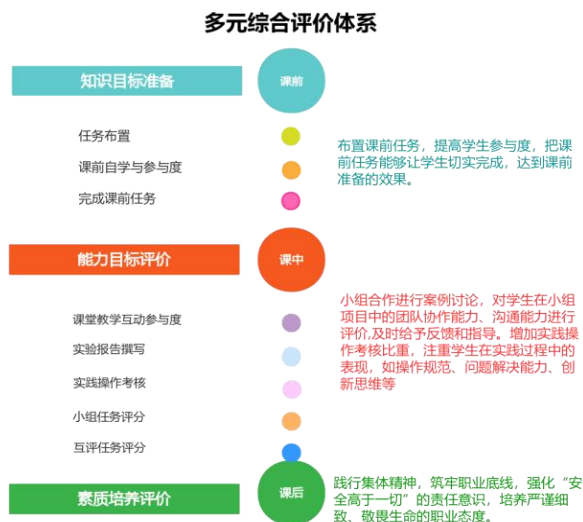 多元综合评价体系
知识目标准备
课前
任务布置
课前自学与参与度
完成课前任务
布置课前任务，提高学生参与度，把课
前任务能够让学生切实完成，达到课前
准备的效果。
能力目标评价
课中
课堂教学互动参与度
实验报告撰写
实践操作考核
小组任务评分
互评任务评分
小组合作进行案例讨论，对学生在小组
项目中的团队协作能力、沟通能力进行
评价,及时给予反馈和指导。增加实践操
作考核比重，注重学生在实践过程中的
表现，如操作规范、问题解决能力、创
新思维等
素质培养评价
课后
践行集体精神，筑牢职业底线，强化“安
全高于一切”的责任意识，培养严谨细
致、敬畏生命的职业态度。